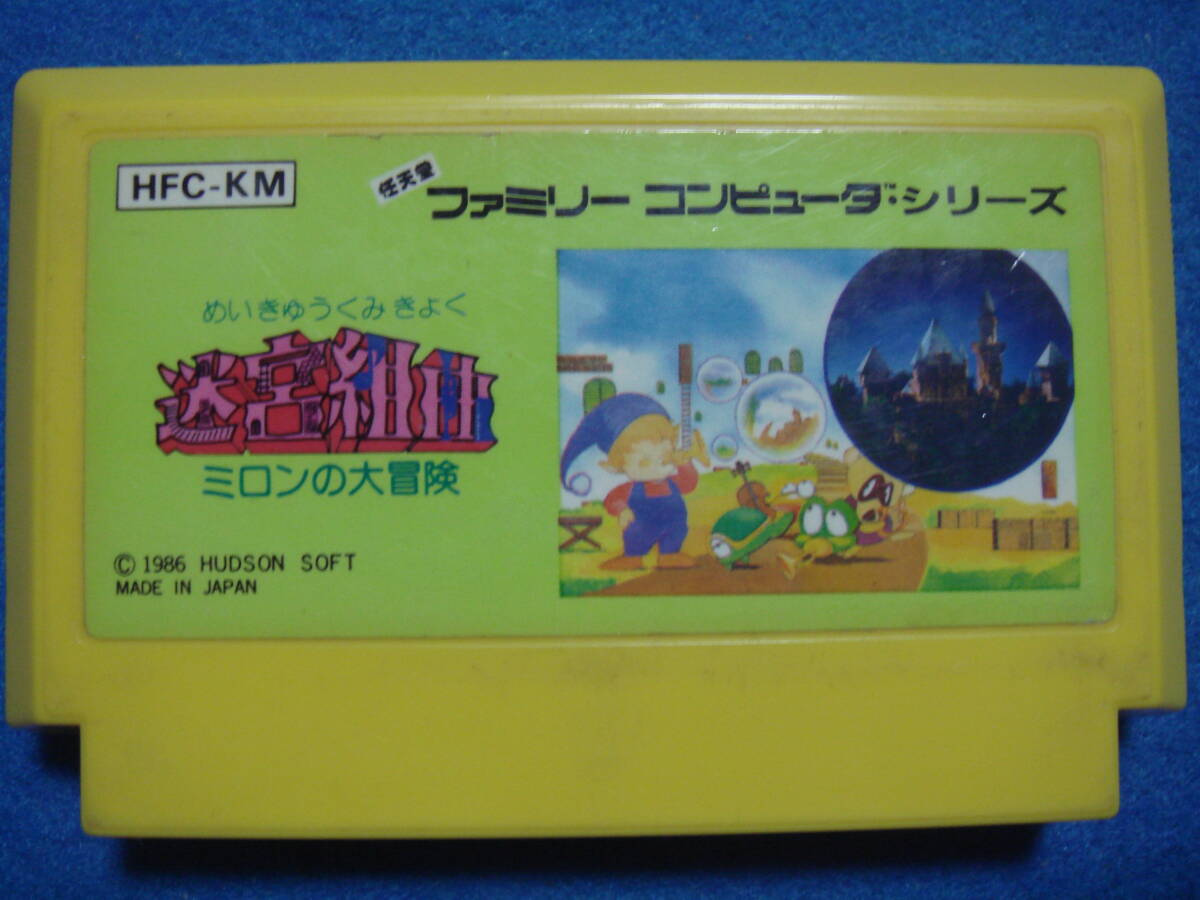 HFC-KM
任天堂
ファミリー コンピュータ™・シリーズ
めいきゅうくみきょく
迷宮組曲
ミロンの大冒険
© 1986 HUDSON SOFT
MADE IN JAPAN